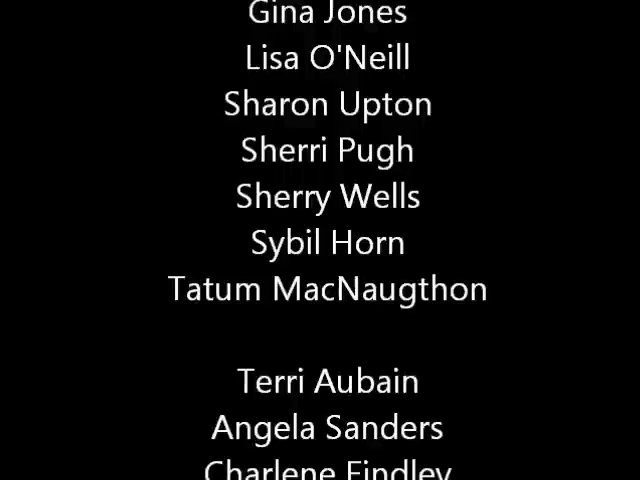 Gina Jones
Lisa O'Neill
Sharon Upton
Sherri Pugh
Sherry Wells
Sybil Horn
Tatum MacNaugthon
Terri Aubain
Angela Sanders
Charlene Findley